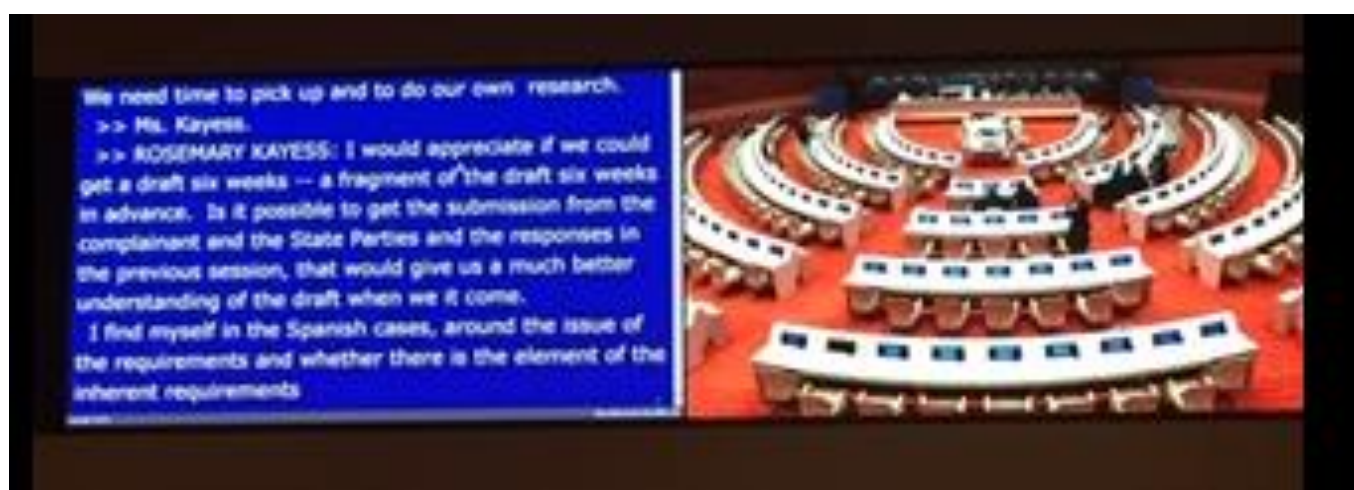 We need time to pick up and to do our own research.
>> Ms. Kayess.
>> ROSEMARY KAYESS: I would appreciate if we could
get a draft six weeks -- a fragment of the draft six weeks
in advance. Is it possible to get the submission from the
complainant and the State Parties and the responses in
the previous session, that would give us a much better
understanding of the draft when we it come.
I find myself in the Spanish cases, around the issue of
the requirements and whether there is the element of the
inherent requirements